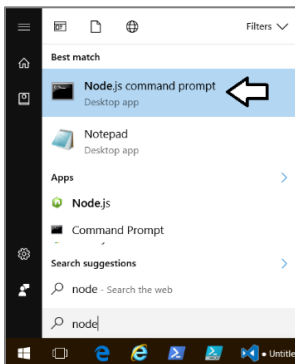 Filters
Best match
Node.js command prompt
Desktop app
Notepad
Desktop app
Apps
Node.js
Command Prompt
Search suggestions
node - Search the web
node
Untitle